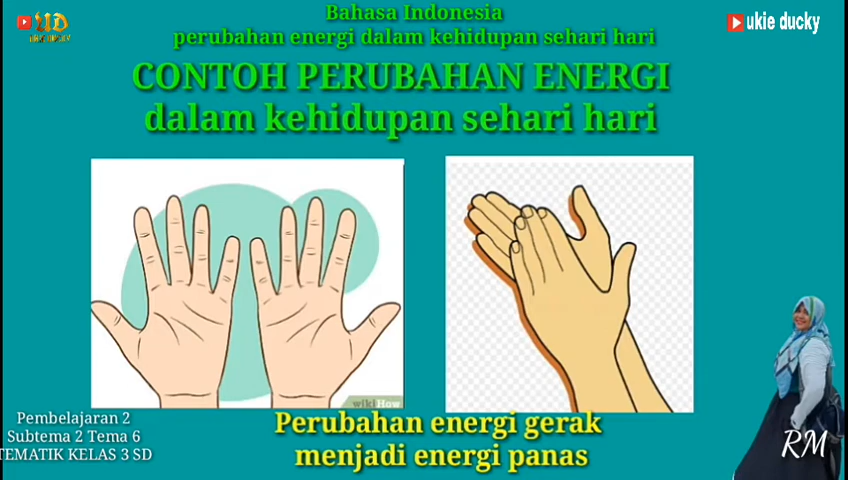 Bahasa Indonesia
perubahan energi dalam kehidupan sehari hari
ukie ducky
UD
CONTOH PERUBAHAN ENERGI
dalam kehidupan sehari hari
wikiHow
Pembelajaran 2
Subtema 2 Tema 6
TEMATIK KELAS 3 SD
Perubahan energi gerak
menjadi energi panas
RM